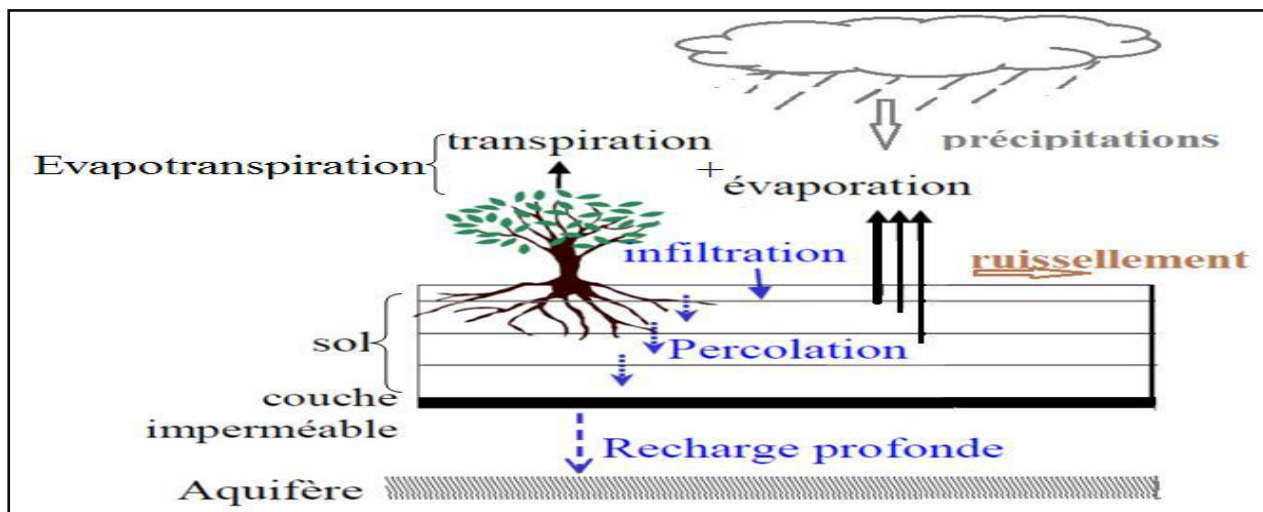 précipitations
transpiration
Evapotranspiration
+
évaporation
infiltration
ruissellement
sol
Percolation
couche
imperméable
Recharge profonde
Aquifère